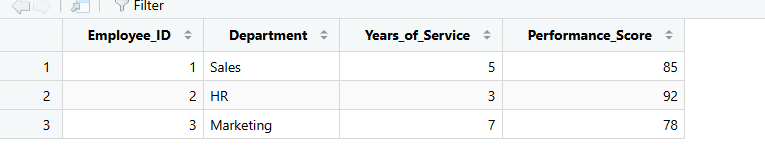 Filter
Employee_ID Department Years_of_Service Performance_Score
1 1 Sales 5 85
2 2 HR 3 92
3 3 Marketing 7 78